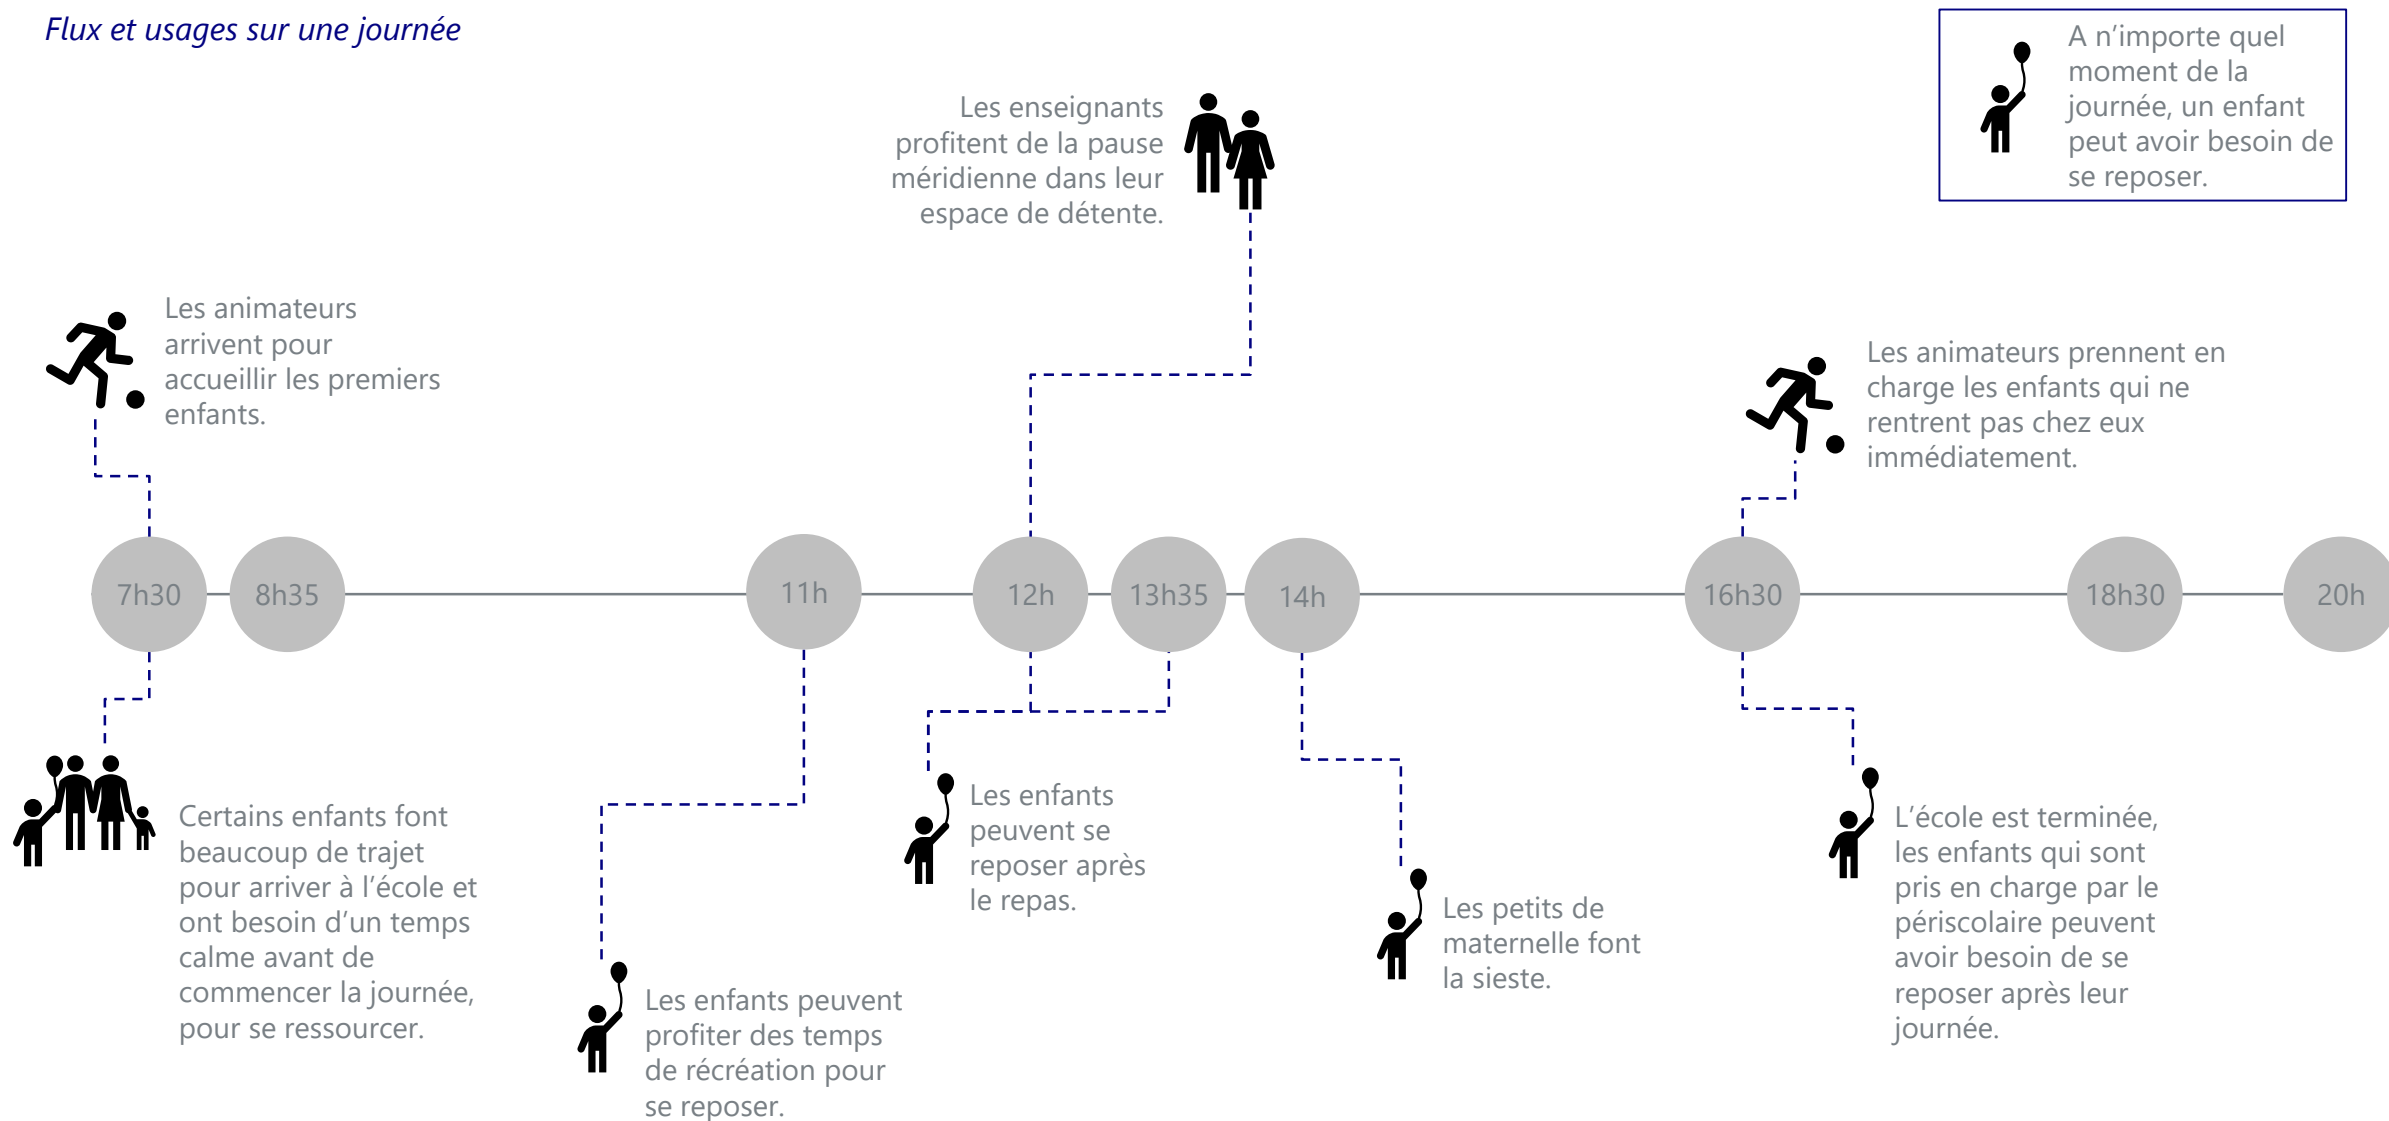 Flux et usages sur une journée
A n’importe quel
moment de la
journée, un enfant
peut avoir besoin de
se reposer.
Les enseignants
profitent de la pause
méridienne dans leur
espace de détente.
Les animateurs
arrivent pour
accueillir les premiers
enfants.
Les animateurs prennent en
charge les enfants qui ne
rentrent pas chez eux
immédiatement.
7h30
8h35
11h
12h
13h35
14h
16h30
18h30
20h
Certains enfants font
beaucoup de trajet
pour arriver à l’école et
ont besoin d’un temps
calme avant de
commencer la journée,
pour se ressourcer.
Les enfants peuvent
profiter des temps
de récréation pour
se reposer.
Les enfants
peuvent se
reposer après
le repas.
Les petits de
maternelle font
la sieste.
L’école est terminée,
les enfants qui sont
pris en charge par le
périscolaire peuvent
avoir besoin de se
reposer après leur
journée.